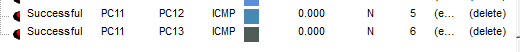 Successful PC11 PC12 ICMP 0.000 N 5 (e... (delete)
Successful PC11 PC13 ICMP 0.000 N 6 (e... (delete)